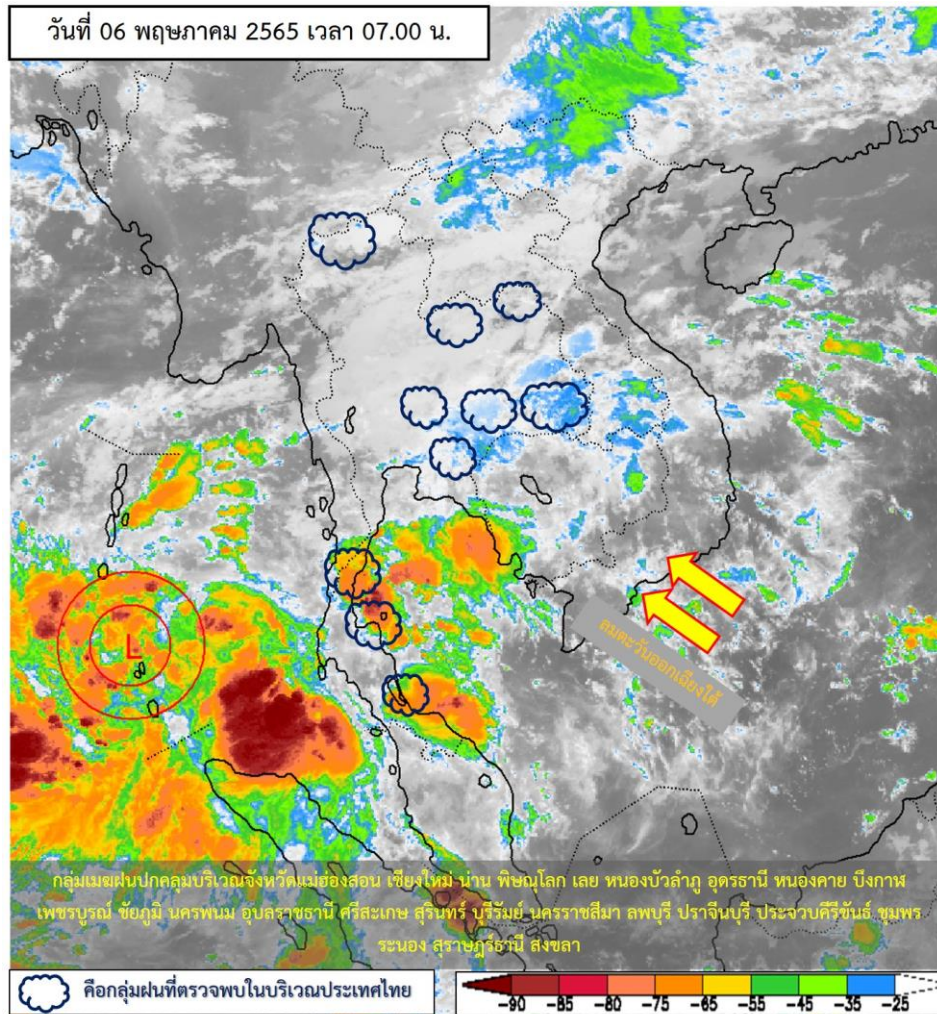 วันที่ 06 พฤษภาคม 2565 เวลา 07.00 น.
L
ลมตะวันออกเฉียงใต้
กลุ่มเมฆฝนปกคลุมบริเวณจังหวัดแม่ฮ่องสอน เชียงใหม่ น่าน พิษณุโลก เลย หนองบัวลำภู อุดรธานี หนองคาย บึงกาฬ
เพชรบูรณ์ ชัยภูมิ นครพนม อุบลราชธานี ศรีสะเกษ สุรินทร์ บุรีรัมย์ นครราชสีมา ลพบุรี ปราจีนบุรี ประจวบคีรีขันธ์ ชุมพร
ระนอง สุราษฎร์ธานี สงขลา
คือกลุ่มฝนที่ตรวจพบในบริเวณประเทศไทย
-90 -85 -80 -75 -65 -55 -45 -35 -25